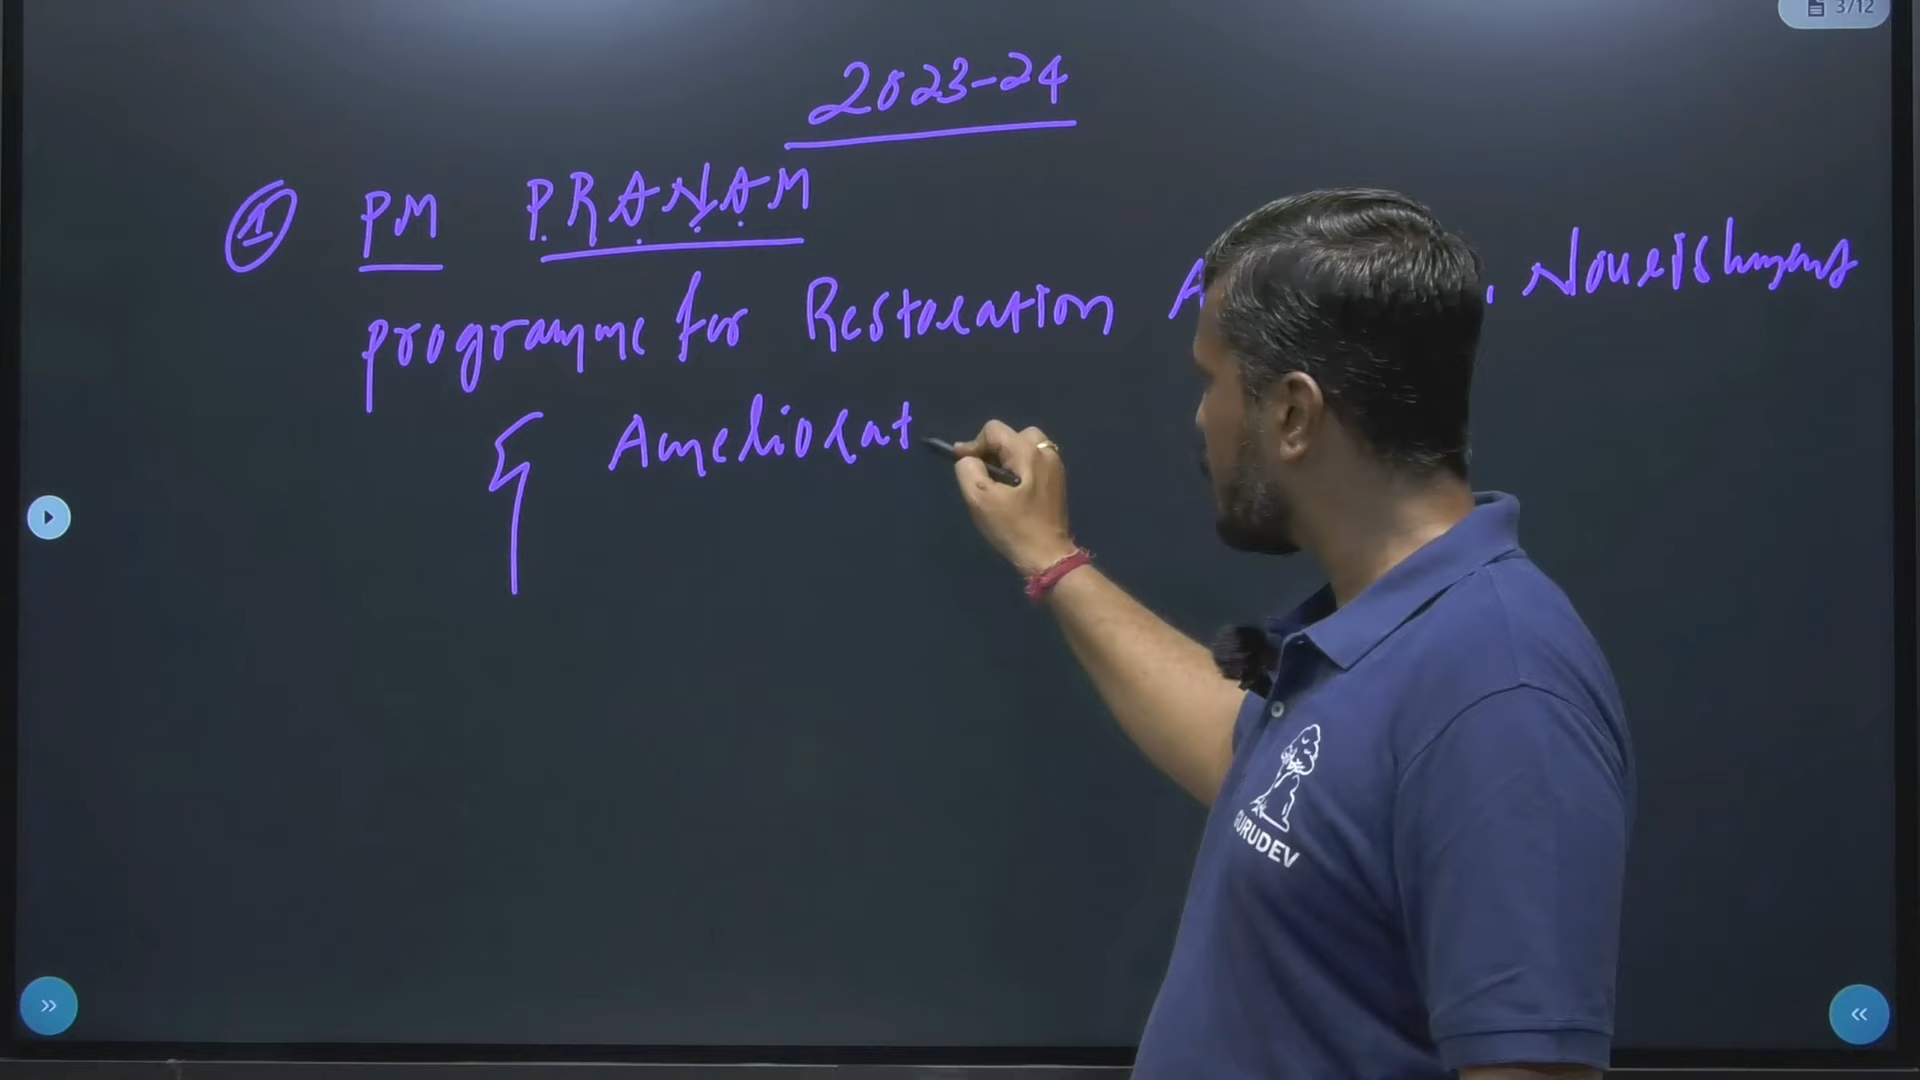 3/12
2023-24
① PM PRANAM
programme for Restoration Nourishment
Ameliorat
GURUDEV